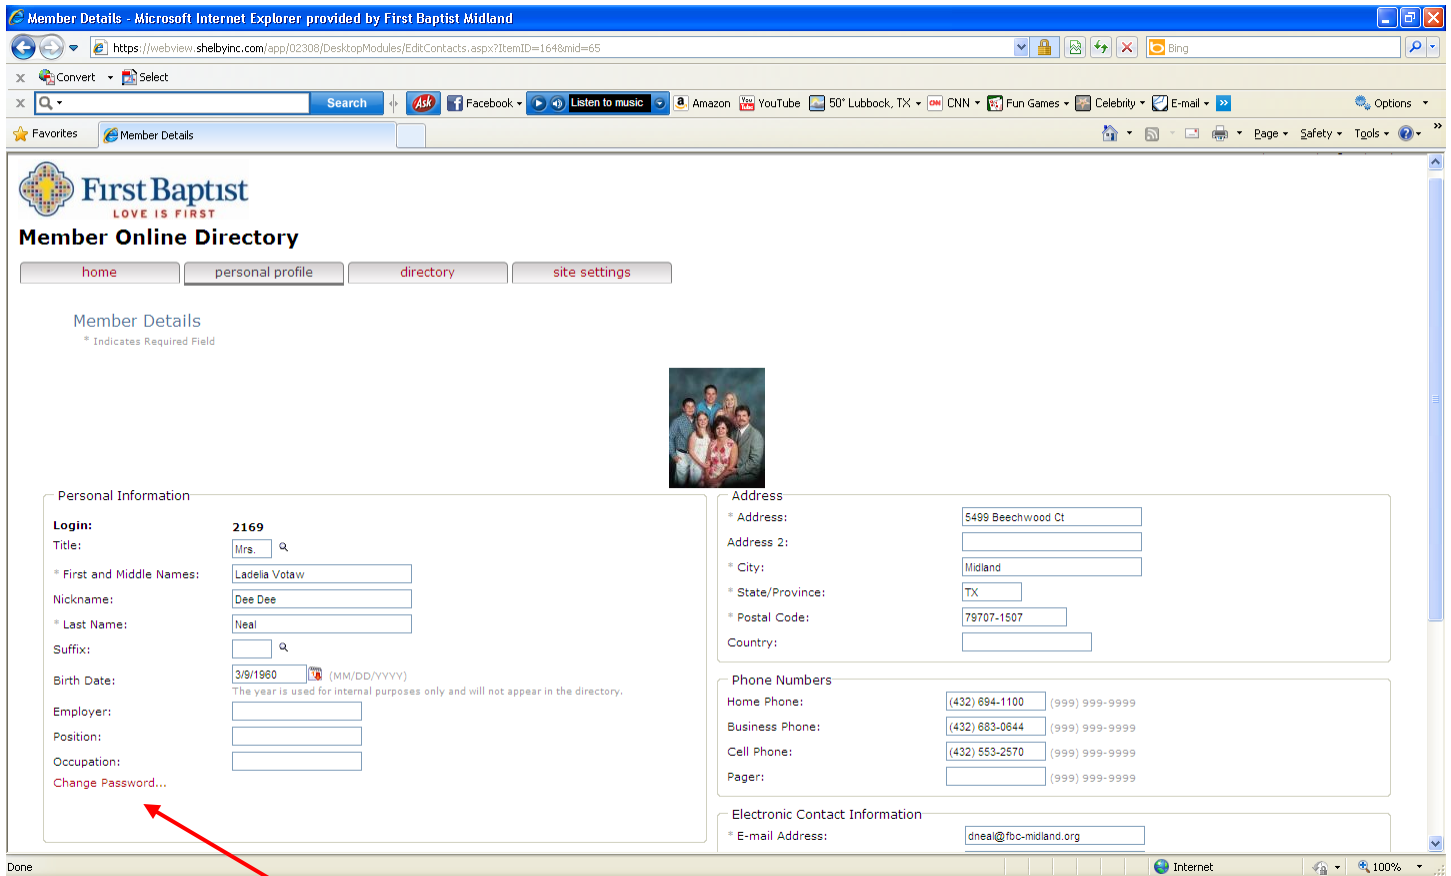 Member Details - Microsoft Internet Explorer provided by First Baptist Midland
https://webview.shelbyinc.com/app/02308/DesktopModules/EditContacts.aspx?ItemID=164&mid=65
Bing
x Convert Select
x Search Ask Facebook Listen to music Amazon YouTube 50° Lubbock, TX CNN Fun Games Celebrity E-mail Options
Favorites Member Details Page Safety Tools
First Baptist
LOVE IS FIRST
Member Online Directory
home personal profile directory site settings
Member Details
* Indicates Required Field
Personal Information
Login: 2169
Title: Mrs.
* First and Middle Names: Ladelia Votaw
Nickname: Dee Dee
* Last Name: Neal
Suffix:
Birth Date: 3/9/1960 (MM/DD/YYYY)
The year is used for internal purposes only and will not appear in the directory.
Employer:
Position:
Occupation:
Change Password...
Address
* Address: 5499 Beechwood Ct
Address 2:
* City: Midland
* State/Province: TX
* Postal Code: 79707-1507
Country:
Phone Numbers
Home Phone: (432) 694-1100 (999) 999-9999
Business Phone: (432) 683-0644 (999) 999-9999
Cell Phone: (432) 553-2570 (999) 999-9999
Pager: (999) 999-9999
Electronic Contact Information
* E-mail Address: dneal@fbc-midland.org
Done Internet 100%